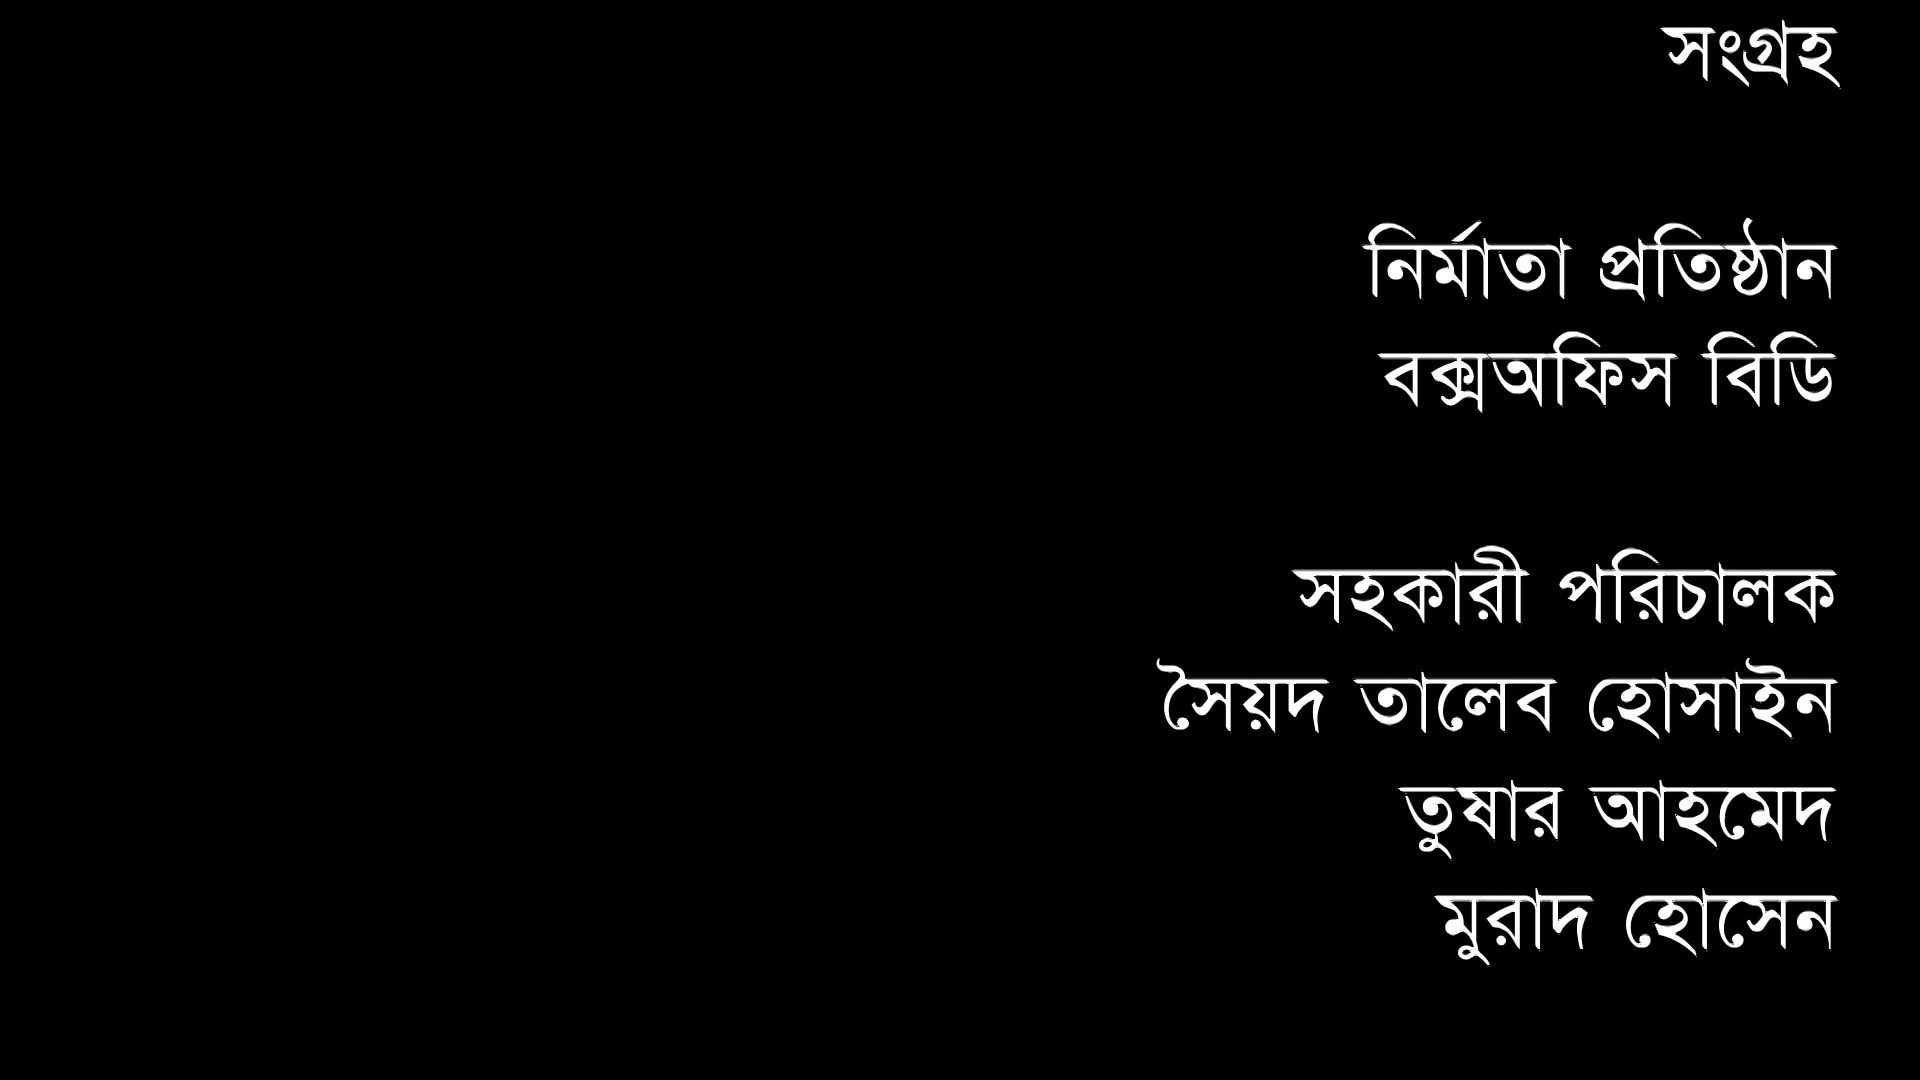 সংগ্রহ
নির্মাতা প্রতিষ্ঠান
বক্সঅফিস বিডি
সহকারী পরিচালক
সৈয়দ তালেব হোসাইন
তুষার আহমেদ
মুরাদ হোসেন